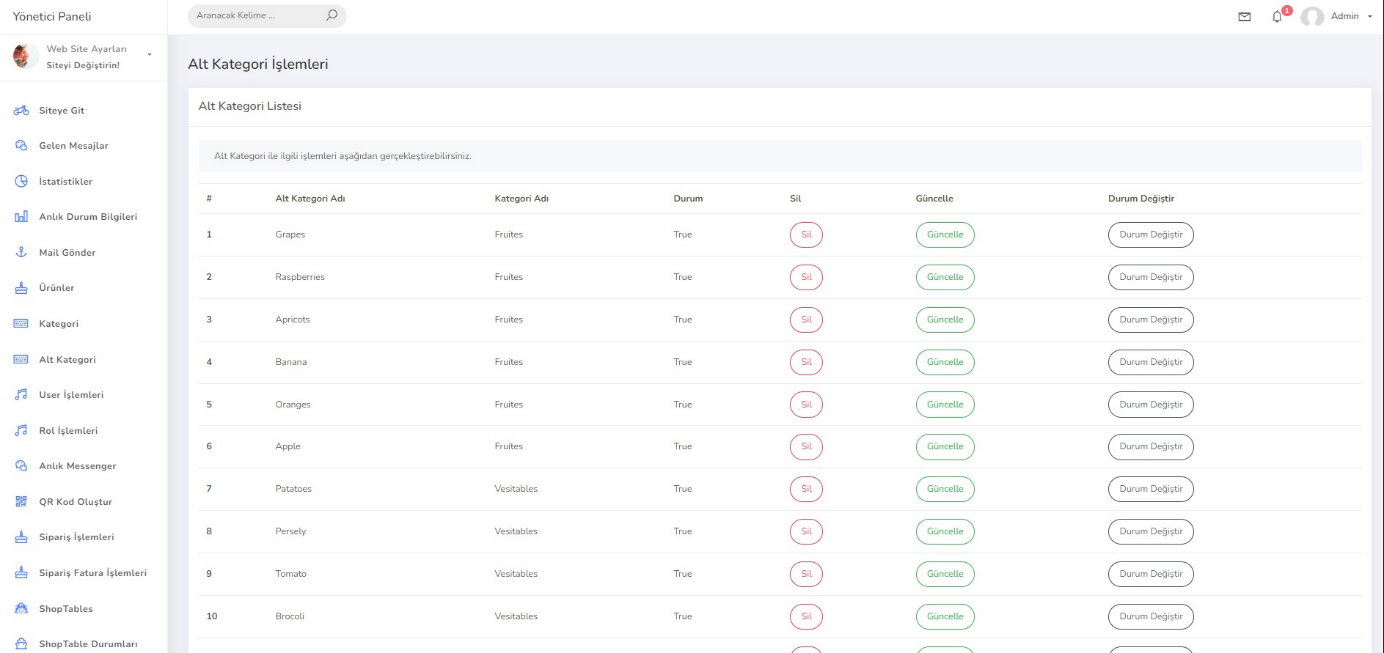 Yönetici Paneli
Aranacak Kelime ...
1
Admin
Web Site Ayarları
Siteyi Değiştirin!
Siteye Git
Gelen Mesajlar
İstatistikler
Anlık Durum Bilgileri
Mail Gönder
Ürünler
Kategori
Alt Kategori
User İşlemleri
Rol İşlemleri
Anlık Messenger
QR Kod Oluştur
Sipariş İşlemleri
Sipariş Fatura İşlemleri
ShopTables
ShopTable Durumları
Alt Kategori İşlemleri
Alt Kategori Listesi
Alt Kategori ile ilgili işlemleri aşağıdan gerçekleştirebilirsiniz.
# Alt Kategori Adı Kategori Adı Durum Sil Güncelle Durum Değiştir
1 Grapes Fruites True Sil Güncelle Durum Değiştir
2 Raspberries Fruites True Sil Güncelle Durum Değiştir
3 Apricots Fruites True Sil Güncelle Durum Değiştir
4 Banana Fruites True Sil Güncelle Durum Değiştir
5 Oranges Fruites True Sil Güncelle Durum Değiştir
6 Apple Fruites True Sil Güncelle Durum Değiştir
7 Patatoes Vesitables True Sil Güncelle Durum Değiştir
8 Persely Vesitables True Sil Güncelle Durum Değiştir
9 Tomato Vesitables True Sil Güncelle Durum Değiştir
10 Brocoli Vesitables True Sil Güncelle Durum Değiştir